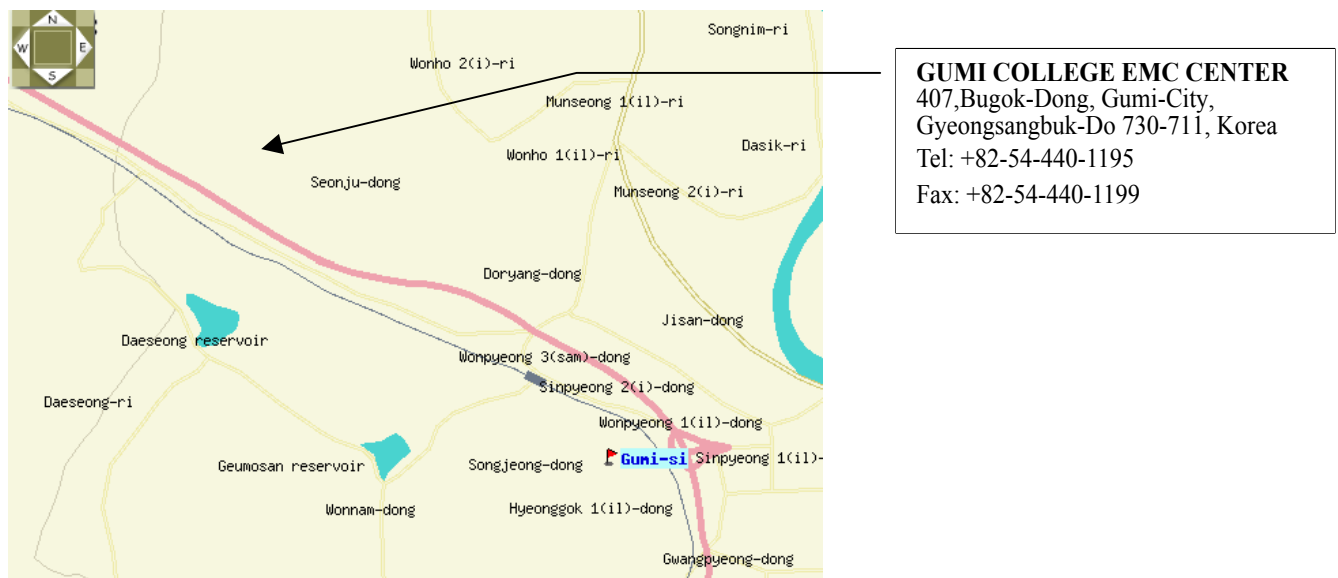 N
W E
S
Songnim-ri
Wonho 2(i)-ri
Munseong 1(il)-ri
Dasik-ri
Wonho 1(il)-ri
Seonju-dong
Munseong 2(i)-ri
Doryang-dong
Jisan-dong
Daeseong reservoir
Wonpyeong 3(sam)-dong
Sinpyeong 2(i)-dong
Daeseong-ri
Wonpyeong 1(il)-dong
Geumosan reservoir
Songjeong-dong
Gumi-si
Sinpyeong 1(il)-
Wonnam-dong
Hyeonggok 1(il)-dong
Gwangpyeong-dong
GUMI COLLEGE EMC CENTER
407,Bugok-Dong, Gumi-City,
Gyeongsangbuk-Do 730-711, Korea
Tel: +82-54-440-1195
Fax: +82-54-440-1199